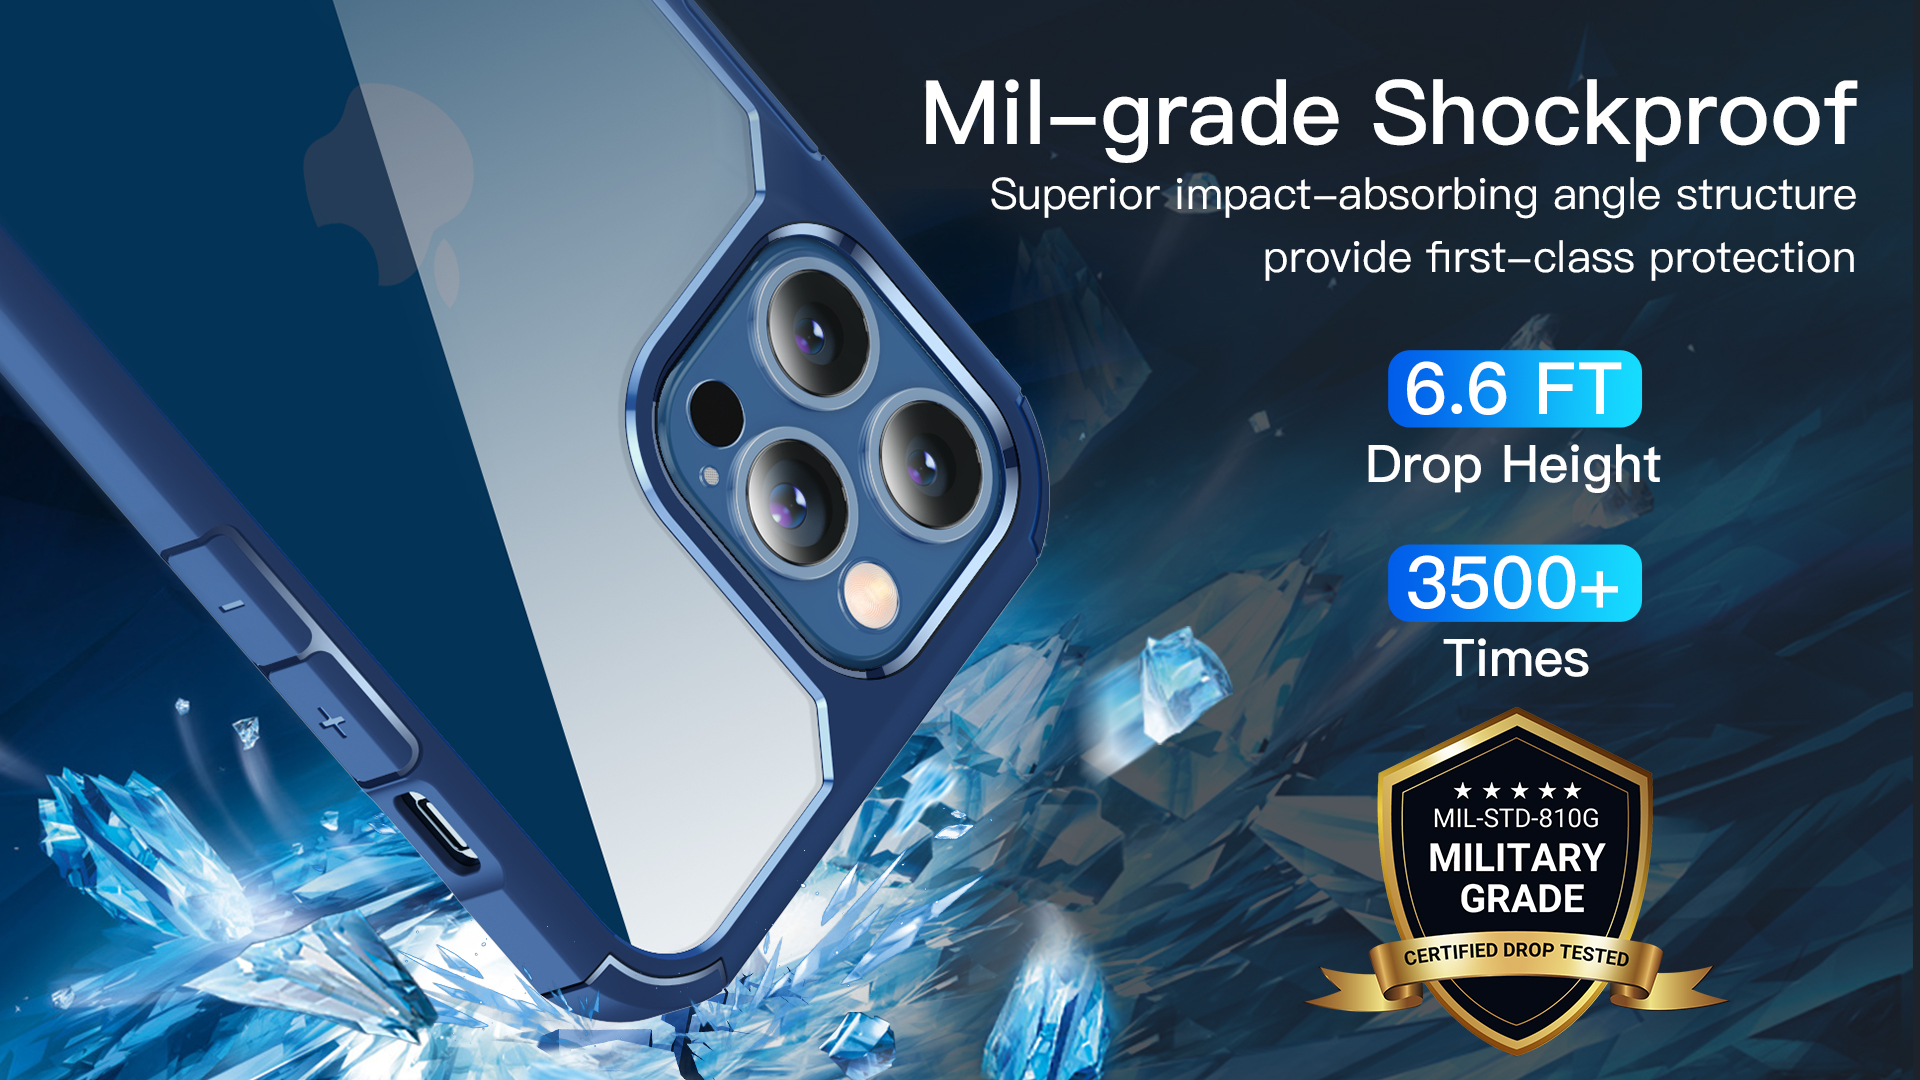 Mil-grade Shockproof
Superior impact-absorbing angle structure
provide first-class protection
6.6 FT
Drop Height
3500+
Times
MIL-STD-810G
MILITARY
GRADE
CERTIFIED DROP TESTED